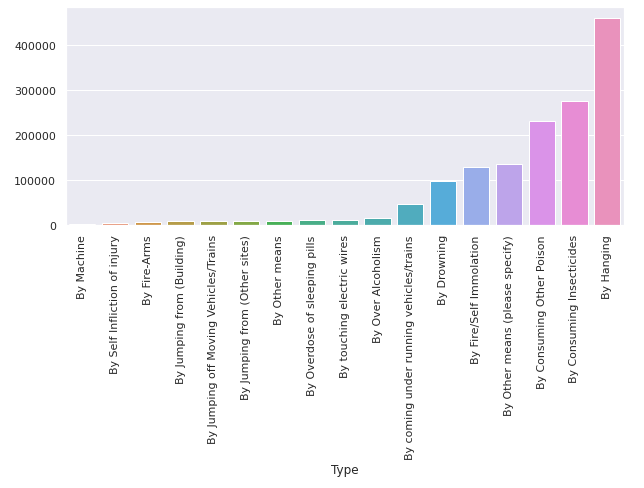 400000
300000
200000
100000
0
By Machine
By Self Infliction of injury
By Fire-Arms
By Jumping from (Building)
By Jumping off Moving Vehicles/Trains
By Jumping from (Other sites)
By Other means
By Overdose of sleeping pills
By touching electric wires
By Over Alcoholism
By coming under running vehicles/trains
By Drowning
By Fire/Self Immolation
By Other means (please specify)
By Consuming Other Poison
By Consuming Insecticides
By Hanging
Type